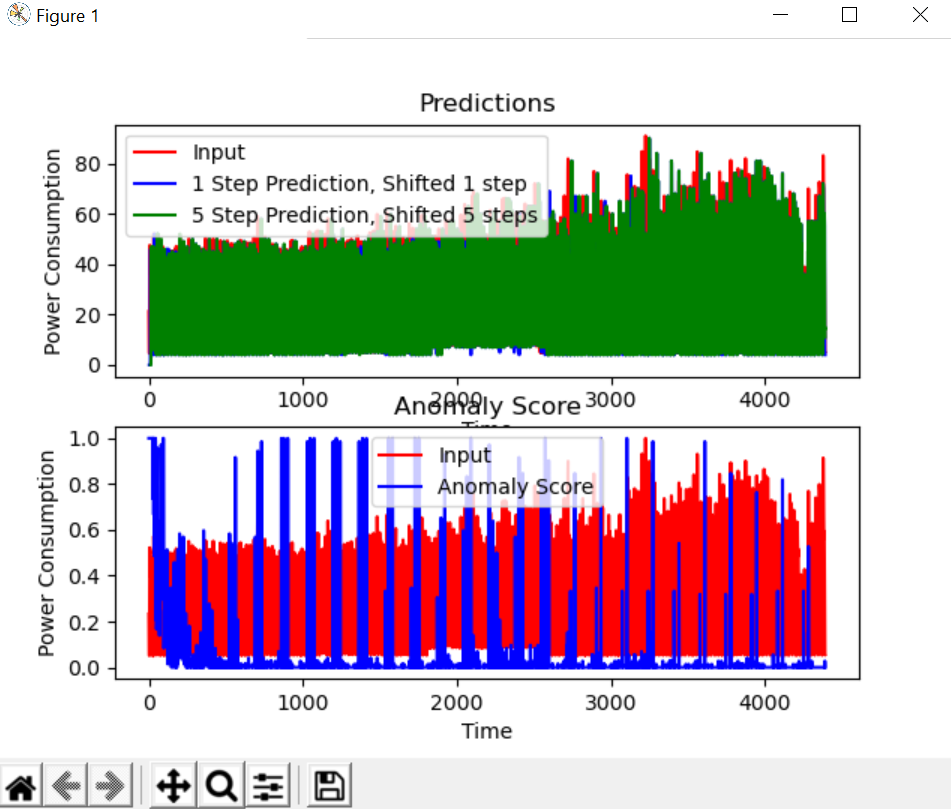 Figure 1
Predictions
Power Consumption
80
60
40
20
0
Input
1 Step Prediction, Shifted 1 step
5 Step Prediction, Shifted 5 steps
0 1000 2000 3000 4000
Time
Anomaly Score
Power Consumption
1.0
0.8
0.6
0.4
0.2
0.0
Input
Anomaly Score
0 1000 2000 3000 4000
Time